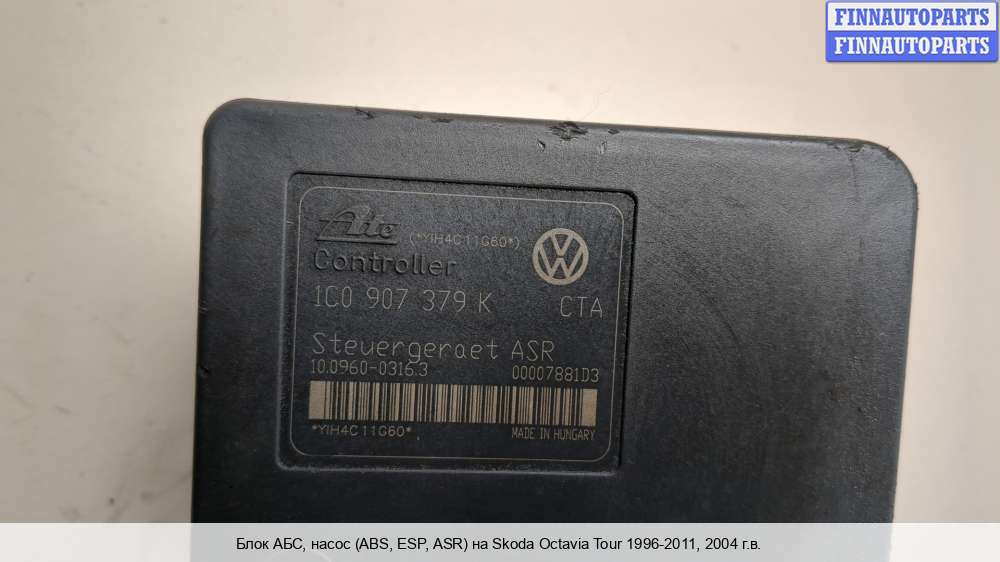 FINNAUTOPARTS
FINNAUTOPARTS
Ate (*YIH4C11G60*)
Controller
1C0 907 379 K CTA
Steuergeraet ASR
10.0960-0316.3 00007881D3
*YIH4C11G60* MADE IN HUNGARY
Блок АБС, насос (ABS, ESP, ASR) на Skoda Octavia Tour 1996-2011, 2004 г.в.